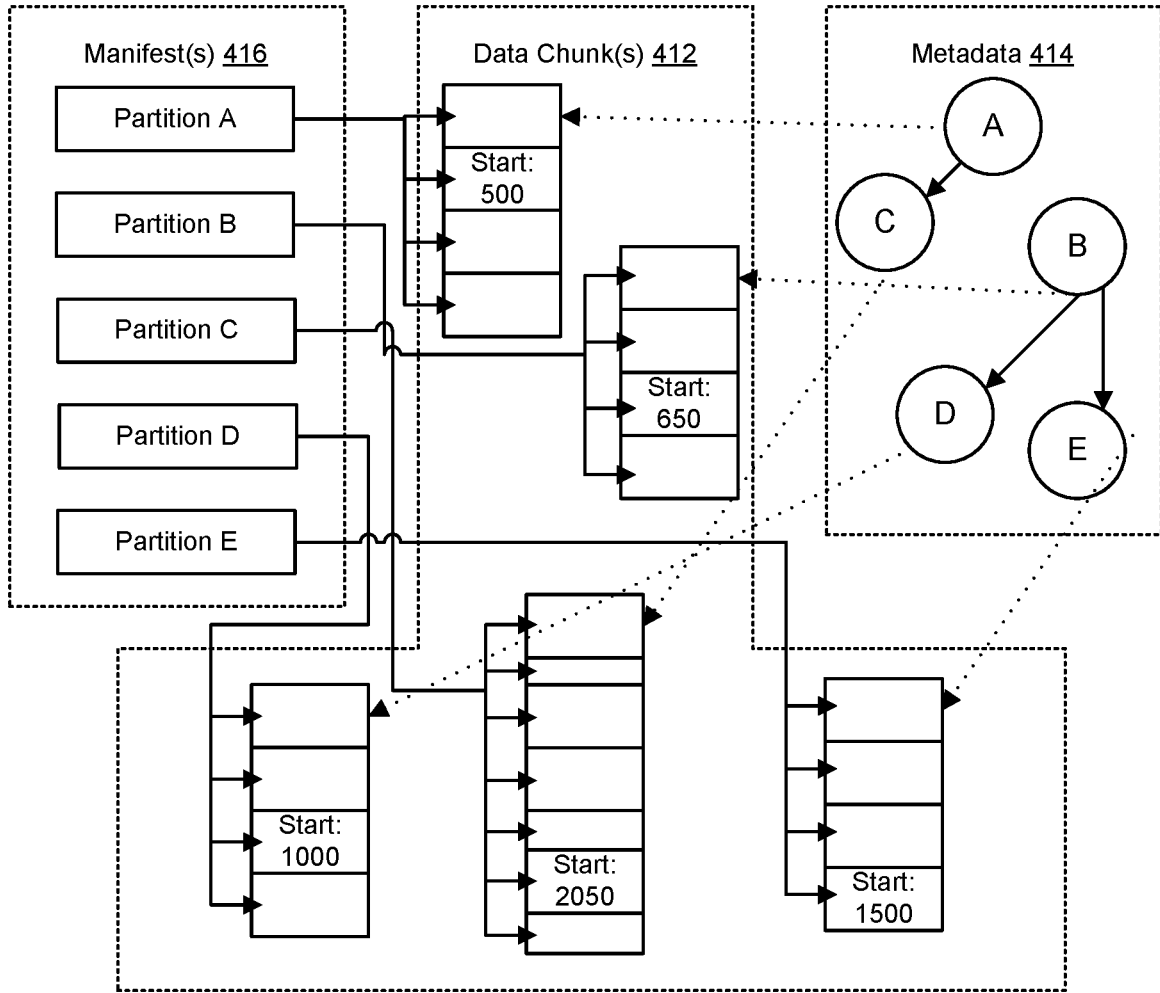 Manifest(s) 416
Partition A
Partition B
Partition C
Partition D
Partition E
Data Chunk(s) 412
Start:
500
Start:
650
Start:
1000
Start:
2050
Start:
1500
Metadata 414
A
C
B
D
E